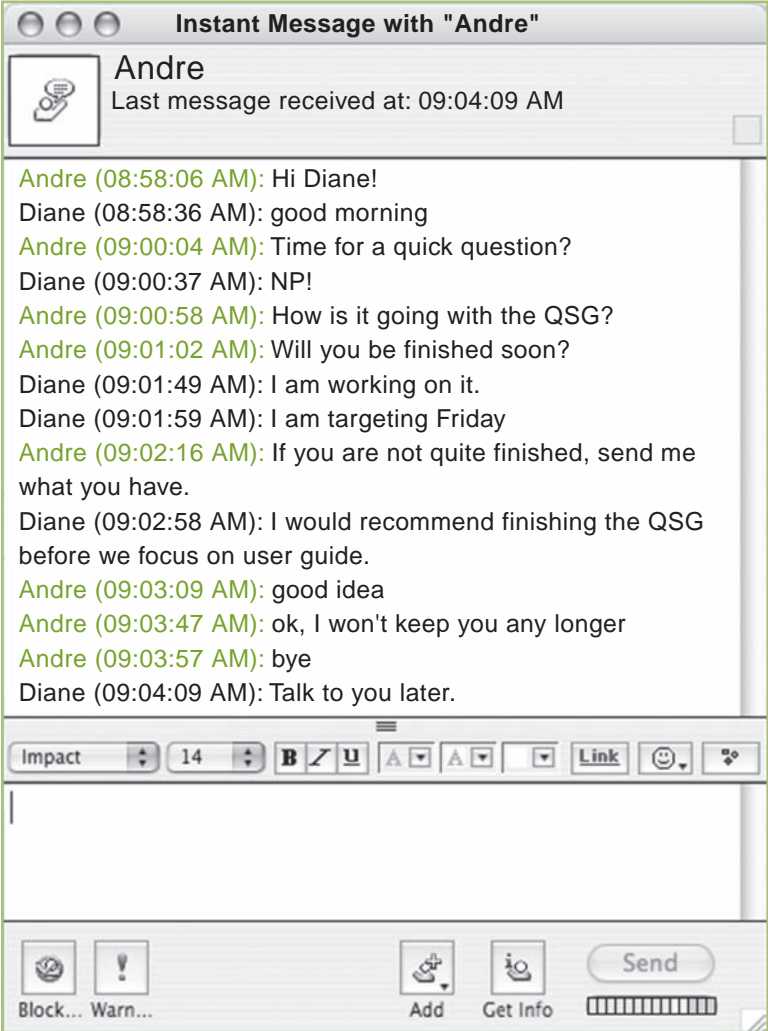 Instant Message with "Andre"
Andre
Last message received at: 09:04:09 AM
Andre (08:58:06 AM): Hi Diane!
Diane (08:58:36 AM): good morning
Andre (09:00:04 AM): Time for a quick question?
Diane (09:00:37 AM): NP!
Andre (09:00:58 AM): How is it going with the QSG?
Andre (09:01:02 AM): Will you be finished soon?
Diane (09:01:49 AM): I am working on it.
Diane (09:01:59 AM): I am targeting Friday
Andre (09:02:16 AM): If you are not quite finished, send me
what you have.
Diane (09:02:58 AM): I would recommend finishing the QSG
before we focus on user guide.
Andre (09:03:09 AM): good idea
Andre (09:03:47 AM): ok, I won't keep you any longer
Andre (09:03:57 AM): bye
Diane (09:04:09 AM): Talk to you later.
Impact 14 B I U A A Link
Send
Block... Warn... Add Get Info